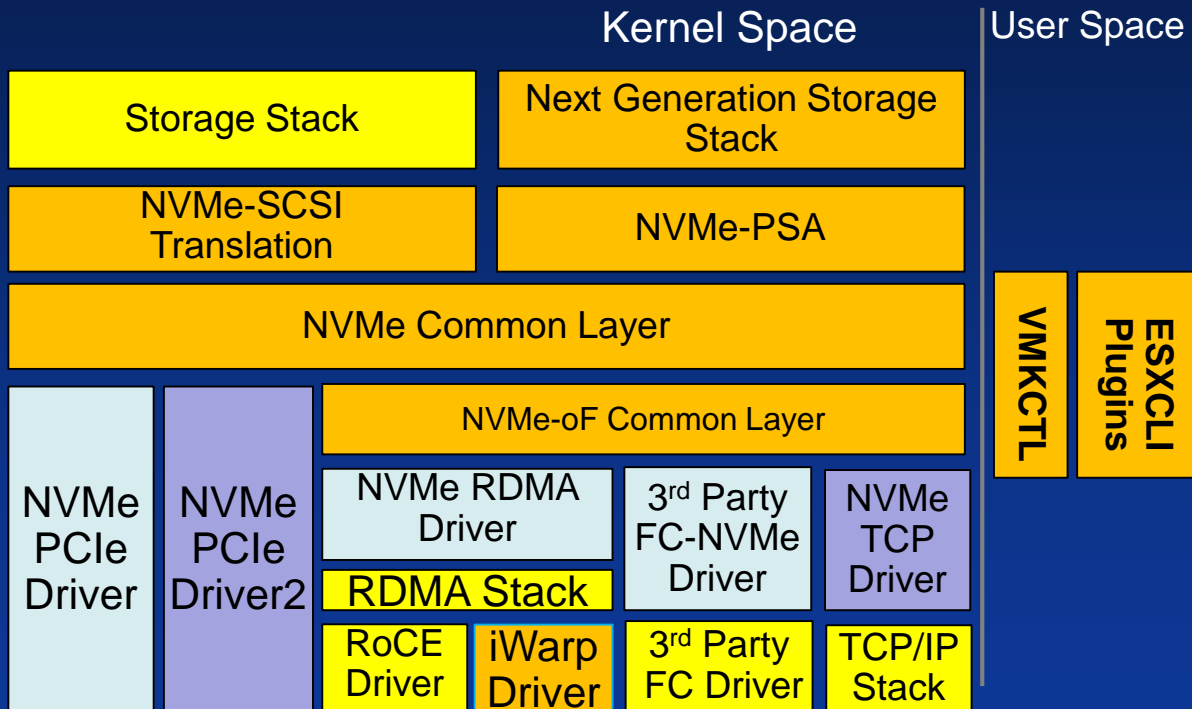 Kernel Space
User Space
Storage Stack
Next Generation Storage
Stack
NVMe-SCSI
Translation
NVMe-PSA
NVMe Common Layer
VMKCTL
ESXCLI
Plugins
NVMe-oF Common Layer
NVMe
PCIe
Driver
NVMe
PCIe
Driver2
NVMe RDMA
Driver
3rd Party
FC-NVMe
Driver
NVMe
TCP
Driver
RDMA Stack
RoCE
Driver
iWarp
Driver
3rd Party
FC Driver
TCP/IP
Stack